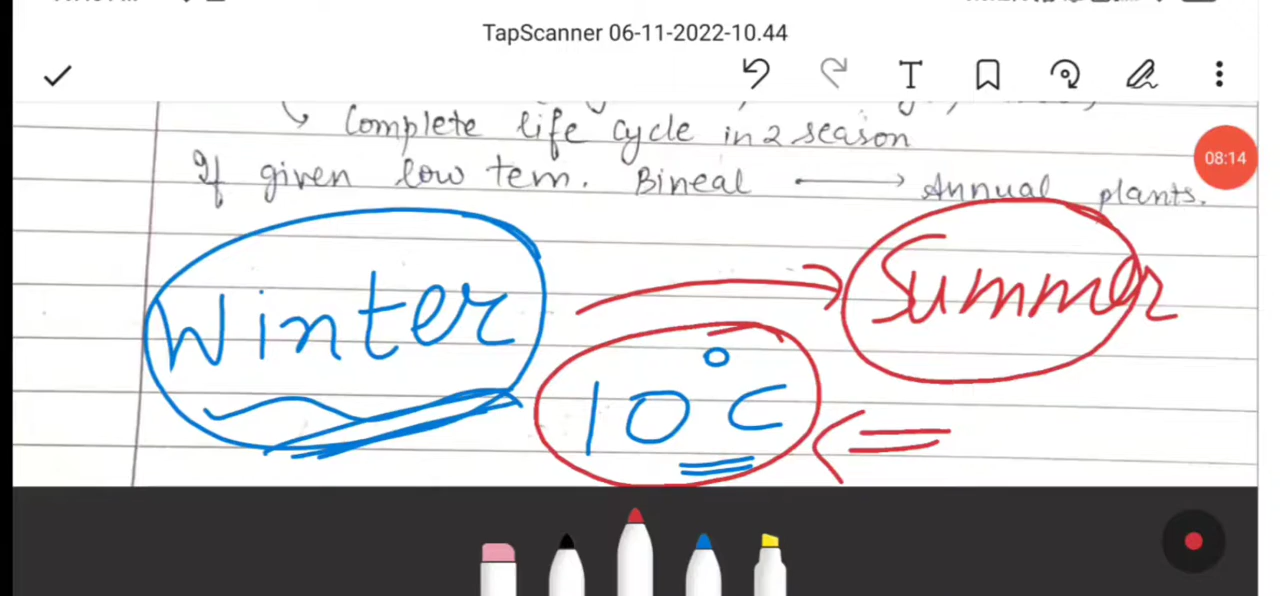 TapScanner 06-11-2022-10.44
T
↳ Complete life cycle in 2 season
08:14
If given low tem. Bineal ⟶ Annual plants.
Winter → Summer
10°C